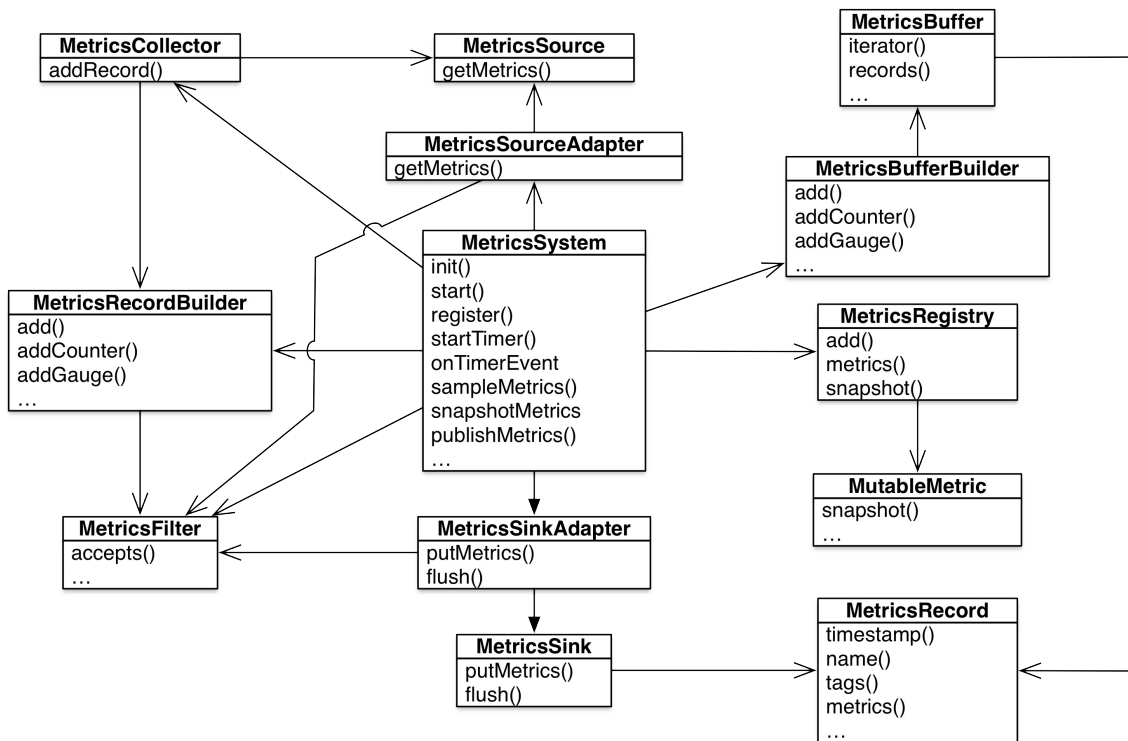 MetricsCollector
addRecord()
MetricsSource
getMetrics()
MetricsBuffer
iterator()
records()
...
MetricsSourceAdapter
getMetrics()
MetricsBufferBuilder
add()
addCounter()
addGauge()
...
MetricsSystem
init()
start()
register()
startTimer()
onTimerEvent
sampleMetrics()
snapshotMetrics
publishMetrics()
...
MetricsRecordBuilder
add()
addCounter()
addGauge()
...
MetricsRegistry
add()
metrics()
snapshot()
MutableMetric
snapshot()
...
MetricsFilter
accepts()
...
MetricsSinkAdapter
putMetrics()
flush()
MetricsSink
putMetrics()
flush()
MetricsRecord
timestamp()
name()
tags()
metrics()
...